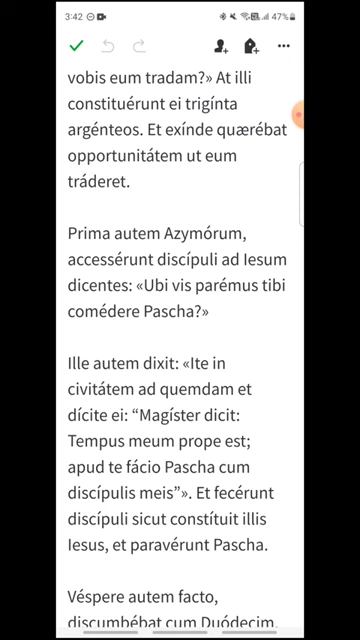 3:42
47%
vobis eum tradam?» At illi
constituérunt ei trigínta
argénteos. Et exínde quærébat
opportunitátem ut eum
tráderet.
Prima autem Azymórum,
accessérunt discípuli ad Iesum
dicentes: «Ubi vis parémus tibi
comédere Pascha?»
Ille autem dixit: «Ite in
civitátem ad quemdam et
dícite ei: “Magíster dicit:
Tempus meum prope est;
apud te fácio Pascha cum
discípulis meis”». Et fecérunt
discípuli sicut constítuit illis
Iesus, et paravérunt Pascha.
Véspere autem facto,
discumbébat cum Duódecim.